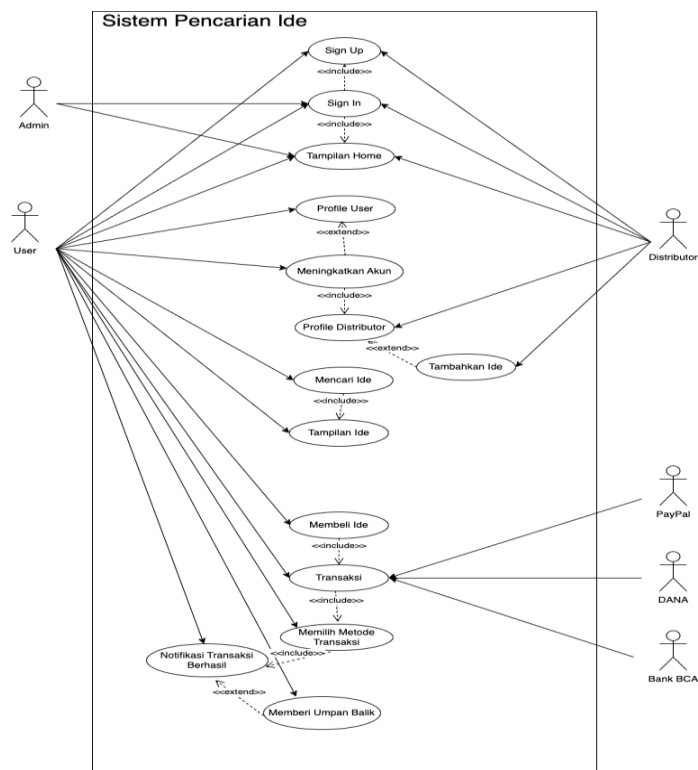 Sistem Pencarian Ide
Sign Up
<<include>>
Sign In
<<include>>
Admin
Tampilan Home
Profile User
<<extend>>
User
Distributor
Meningkatkan Akun
<<include>>
Profile Distributor
<<extend>>
Tambahkan Ide
Mencari Ide
<<include>>
Tampilan Ide
Membeli Ide
PayPal
<<include>>
Transaksi
DANA
<<include>>
Memilih Metode
Transaksi
Notifikasi Transaksi
Berhasil
<<include>>
Bank BCA
<<extend>>
Memberi Umpan Balik